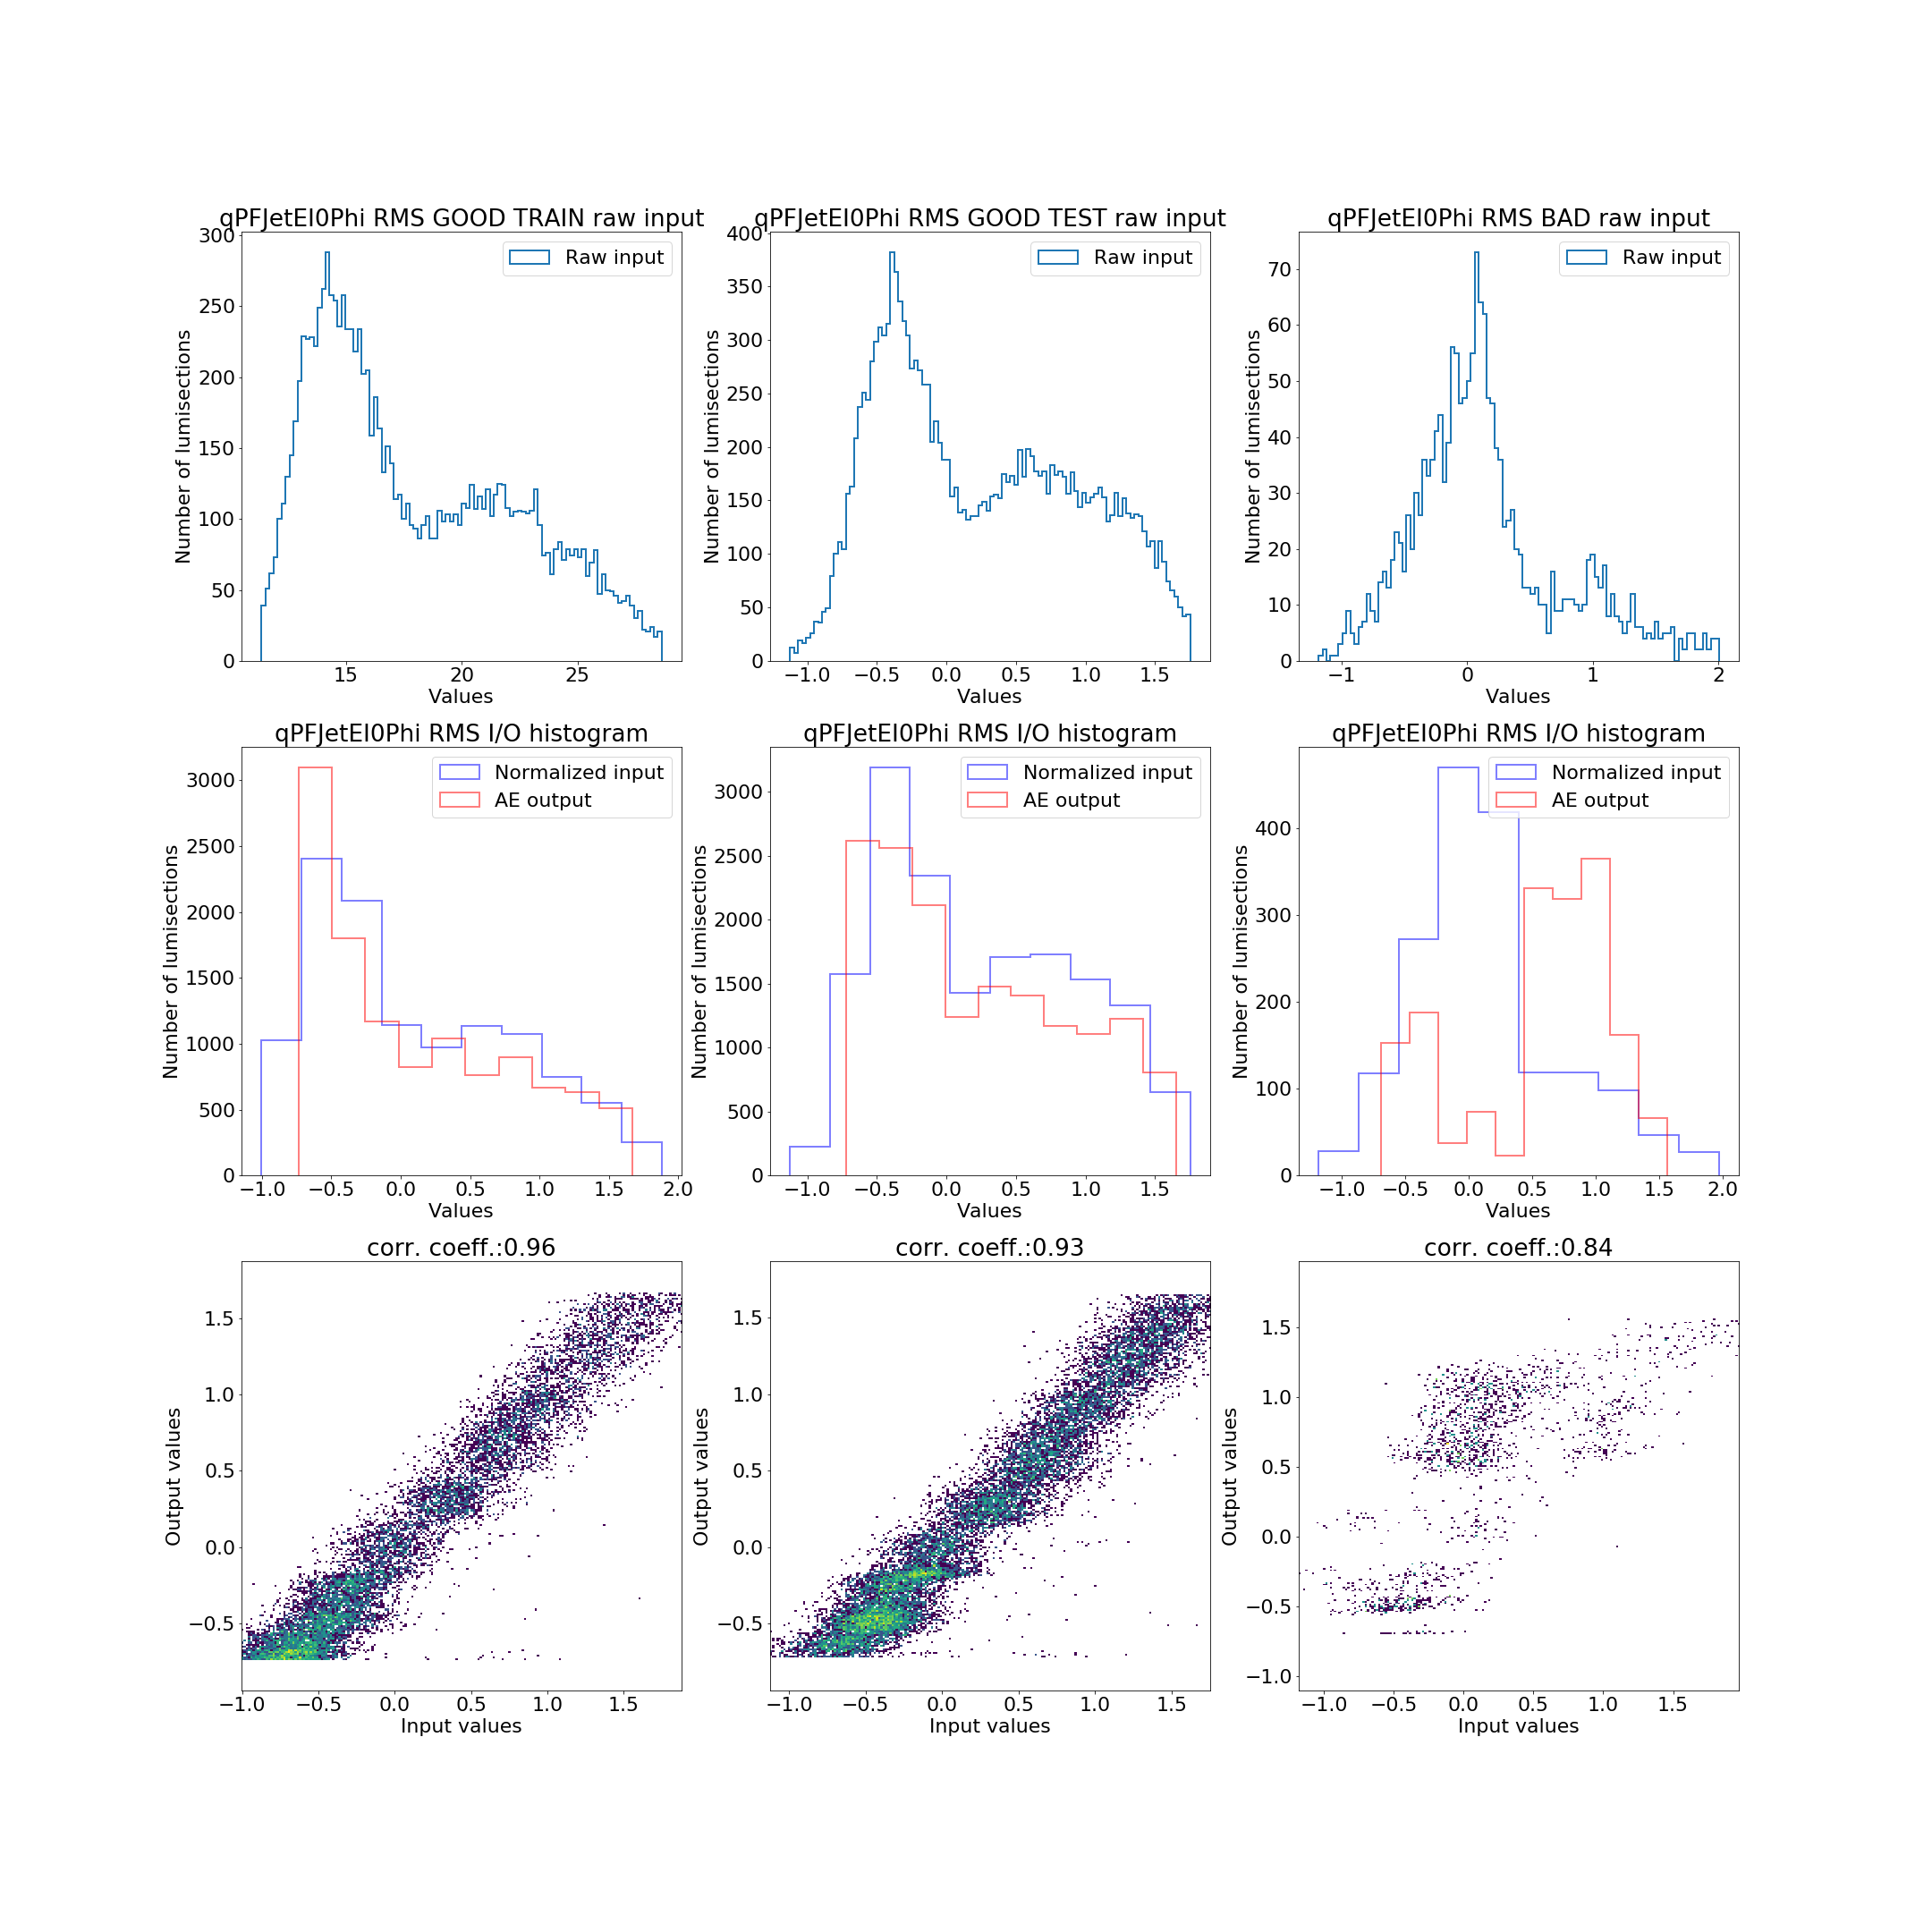 qPFJetEI0Phi RMS GOOD TRAIN raw input
300
250
200
150
100
50
0
Number of lumisections
Raw input
15 20 25
Values
qPFJetEI0Phi RMS GOOD TEST raw input
400
350
300
250
200
150
100
50
0
Number of lumisections
Raw input
−1.0 −0.5 0.0 0.5 1.0 1.5
Values
qPFJetEI0Phi RMS BAD raw input
70
60
50
40
30
20
10
0
Number of lumisections
Raw input
−1 0 1 2
Values
qPFJetEI0Phi RMS I/O histogram
3000
2500
2000
1500
1000
500
0
Number of lumisections
Normalized input
AE output
−1.0 −0.5 0.0 0.5 1.0 1.5 2.0
Values
qPFJetEI0Phi RMS I/O histogram
3000
2500
2000
1500
1000
500
0
Number of lumisections
Normalized input
AE output
−1.0 −0.5 0.0 0.5 1.0 1.5
Values
qPFJetEI0Phi RMS I/O histogram
400
300
200
100
0
Number of lumisections
Normalized input
AE output
−1.0 −0.5 0.0 0.5 1.0 1.5 2.0
Values
corr. coeff.:0.96
1.5
1.0
0.5
0.0
−0.5
Output values
−1.0 −0.5 0.0 0.5 1.0 1.5
Input values
corr. coeff.:0.93
1.5
1.0
0.5
0.0
−0.5
Output values
−1.0 −0.5 0.0 0.5 1.0 1.5
Input values
corr. coeff.:0.84
1.5
1.0
0.5
0.0
−0.5
−1.0
Output values
−1.0 −0.5 0.0 0.5 1.0 1.5
Input values